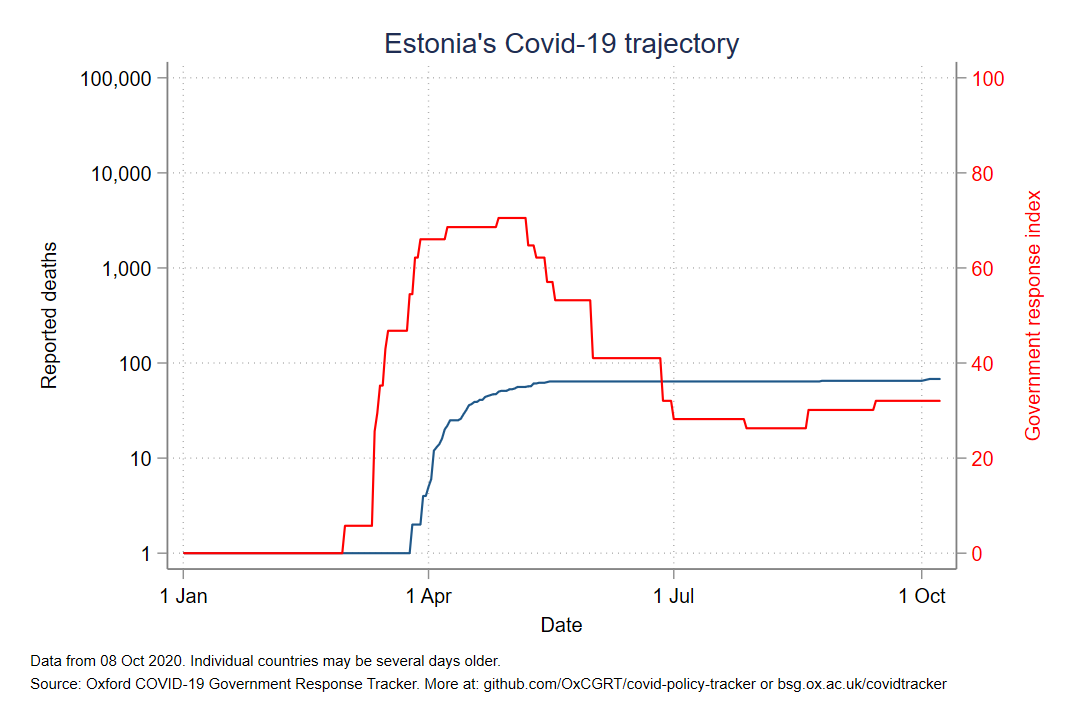 Estonia's Covid-19 trajectory
100,000
10,000
1,000
100
10
1
Reported deaths
100
80
60
40
20
0
Government response index
1 Jan
1 Apr
1 Jul
1 Oct
Date
Data from 08 Oct 2020. Individual countries may be several days older.
Source: Oxford COVID-19 Government Response Tracker. More at: github.com/OxCGRT/covid-policy-tracker or bsg.ox.ac.uk/covidtracker